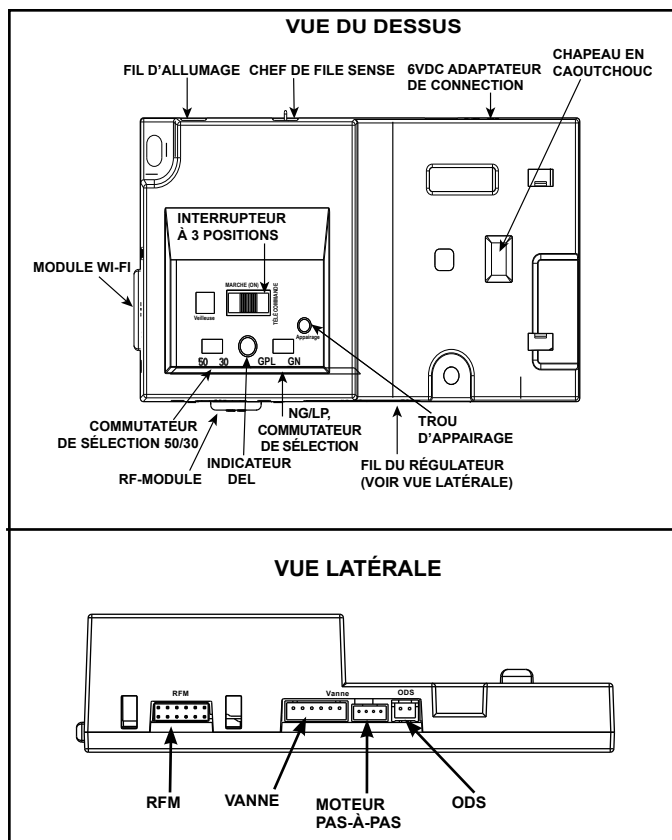 VUE DU DESSUS
FIL D'ALLUMAGE
CHEF DE FILE SENSE
6VDC ADAPTATEUR
DE CONNECTION
CHAPEAU EN
CAOUTCHOUC
INTERRUPTEUR
À 3 POSITIONS
MODULE WI-FI
MARCHE (ON)
TÉLÉCOMMANDE
Veilleuse
Appairage
50 30
GPL GN
COMMUTATEUR
DE SÉLECTION 50/30
RF-MODULE
INDICATEUR
DEL
NG/LP,
COMMUTATEUR
DE SÉLECTION
TROU
D'APPAIRAGE
FIL DU RÉGULATEUR
(VOIR VUE LATÉRALE)
VUE LATÉRALE
RFM
Vanne
ODS
RFM
VANNE
MOTEUR
PAS-À-PAS
ODS